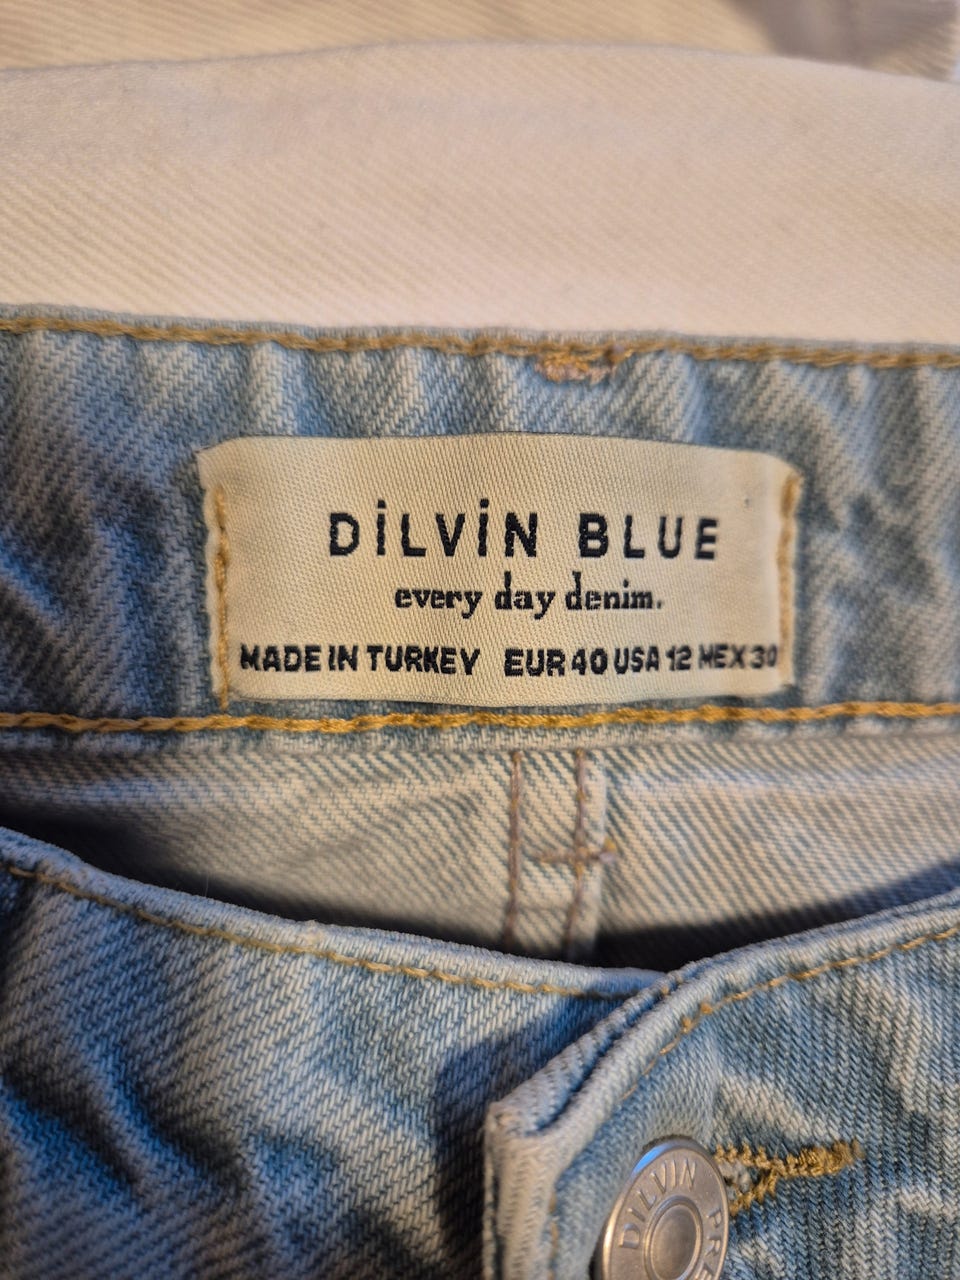 DİLVİN BLUE
every day denim.
MADE IN TURKEY EUR 40 USA 12 MEX 30
DILVIN